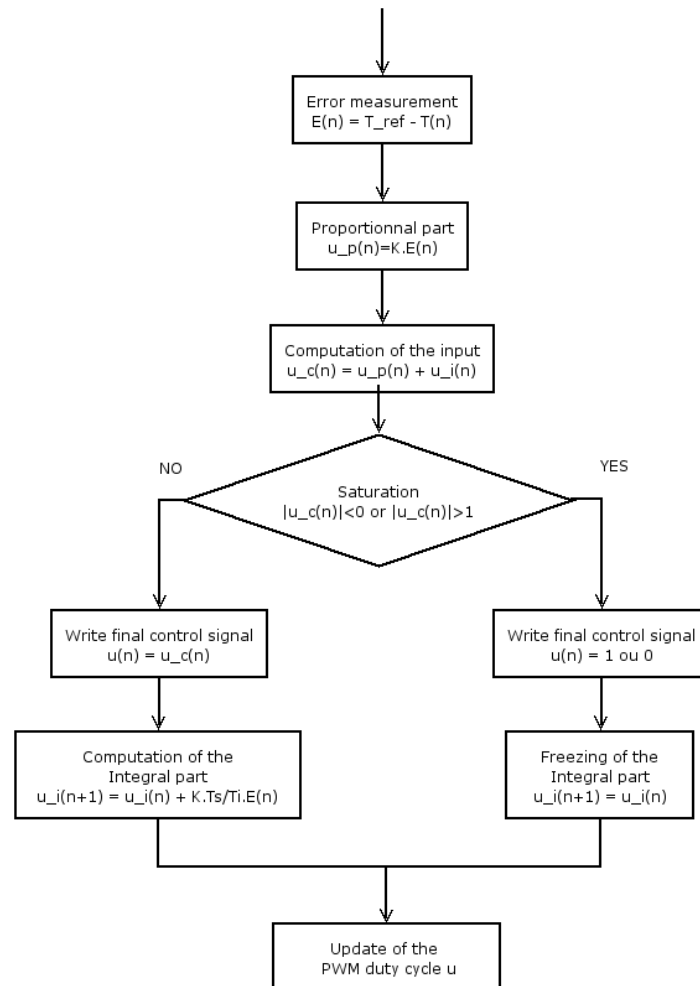 Error measurement
E(n) = T_ref - T(n)
Proportionnal part
u_p(n)=K.E(n)
Computation of the input
u_c(n) = u_p(n) + u_i(n)
NO
YES
Saturation
|u_c(n)|<0 or |u_c(n)|>1
Write final control signal
u(n) = u_c(n)
Write final control signal
u(n) = 1 ou 0
Computation of the
Integral part
u_i(n+1) = u_i(n) + K.Ts/Ti.E(n)
Freezing of the
Integral part
u_i(n+1) = u_i(n)
Update of the
PWM duty cycle u